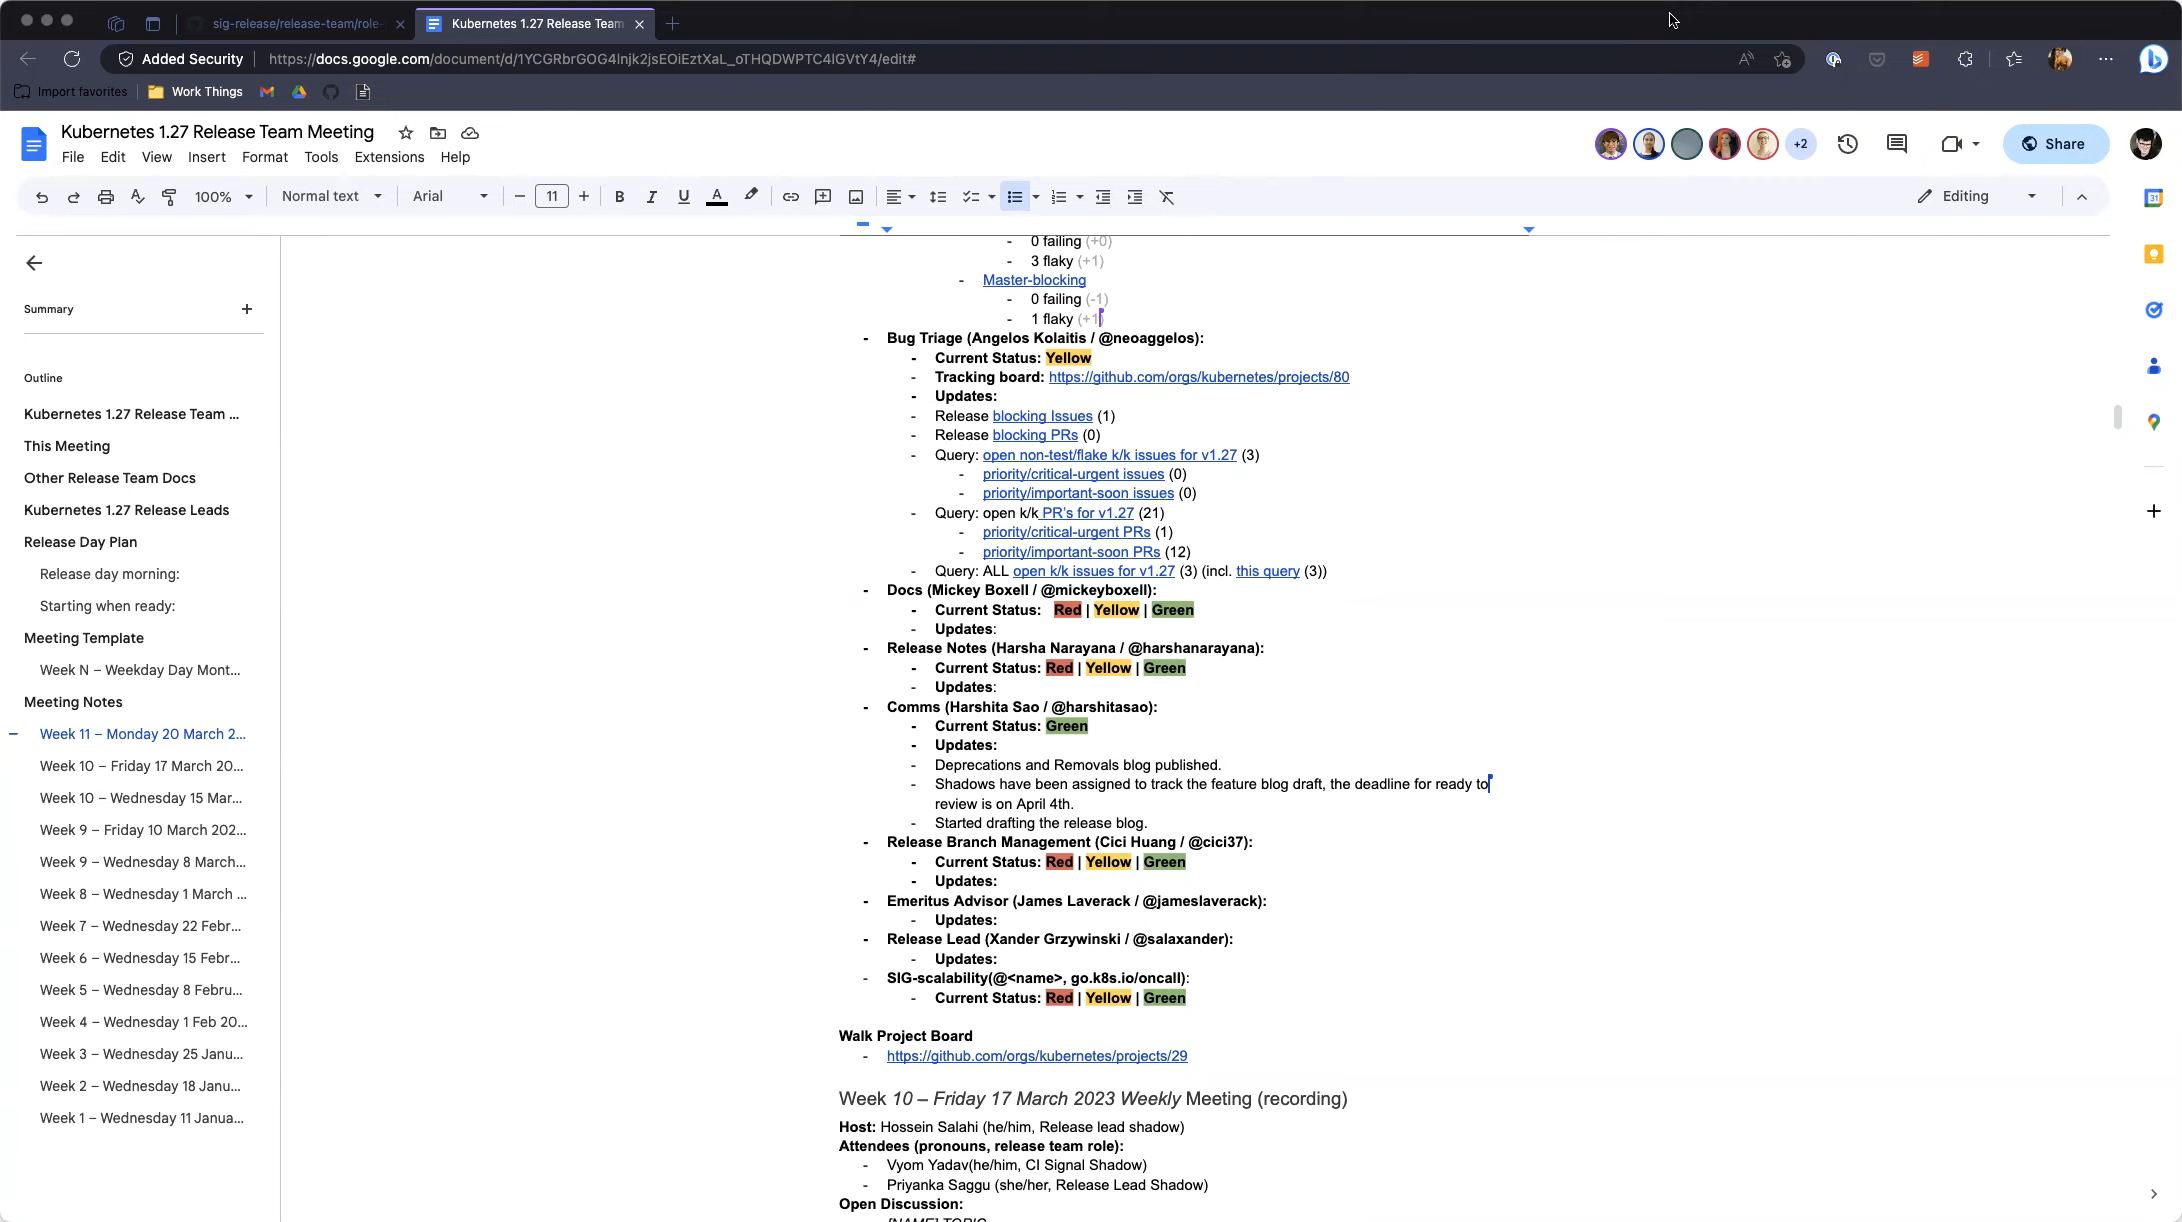 sig-release/release-team/role-
Kubernetes 1.27 Release Team
Added Security
https://docs.google.com/document/d/1YCGRbrGOG4lnjk2jsEOiEztXaL_oTHQDWPTC4lGVtY4/edit#
Import favorites
Work Things
Kubernetes 1.27 Release Team Meeting
File Edit View Insert Format Tools Extensions Help
+2
Share
100%
Normal text
Arial
11
Editing
Summary
Outline
Kubernetes 1.27 Release Team ...
This Meeting
Other Release Team Docs
Kubernetes 1.27 Release Leads
Release Day Plan
Release day morning:
Starting when ready:
Meeting Template
Week N – Weekday Day Mont...
Meeting Notes
Week 11 – Monday 20 March 2...
Week 10 – Friday 17 March 20...
Week 10 – Wednesday 15 Mar...
Week 9 – Friday 10 March 202...
Week 9 – Wednesday 8 March...
Week 8 – Wednesday 1 March ...
Week 7 – Wednesday 22 Febr...
Week 6 – Wednesday 15 Febr...
Week 5 – Wednesday 8 Febru...
Week 4 – Wednesday 1 Feb 20...
Week 3 – Wednesday 25 Janu...
Week 2 – Wednesday 18 Janu...
Week 1 – Wednesday 11 Janua...
- 0 failing (+0)
- 3 flaky (+1)
- Master-blocking
- 0 failing (-1)
- 1 flaky (+1)
- Bug Triage (Angelos Kolaitis / @neoaggelos):
- Current Status: Yellow
- Tracking board: https://github.com/orgs/kubernetes/projects/80
- Updates:
- Release blocking Issues (1)
- Release blocking PRs (0)
- Query: open non-test/flake k/k issues for v1.27 (3)
- priority/critical-urgent issues (0)
- priority/important-soon issues (0)
- Query: open k/k PR's for v1.27 (21)
- priority/critical-urgent PRs (1)
- priority/important-soon PRs (12)
- Query: ALL open k/k issues for v1.27 (3) (incl. this query (3))
- Docs (Mickey Boxell / @mickeyboxell):
- Current Status: Red | Yellow | Green
- Updates:
- Release Notes (Harsha Narayana / @harshanarayana):
- Current Status: Red | Yellow | Green
- Updates:
- Comms (Harshita Sao / @harshitasao):
- Current Status: Green
- Updates:
- Deprecations and Removals blog published.
- Shadows have been assigned to track the feature blog draft, the deadline for ready to
review is on April 4th.
- Started drafting the release blog.
- Release Branch Management (Cici Huang / @cici37):
- Current Status: Red | Yellow | Green
- Updates:
- Emeritus Advisor (James Laverack / @jameslaverack):
- Updates:
- Release Lead (Xander Grzywinski / @salaxander):
- Updates:
- SIG-scalability(@<name>, go.k8s.io/oncall):
- Current Status: Red | Yellow | Green
Walk Project Board
- https://github.com/orgs/kubernetes/projects/29
Week 10 – Friday 17 March 2023 Weekly Meeting (recording)
Host: Hossein Salahi (he/him, Release lead shadow)
Attendees (pronouns, release team role):
- Vyom Yadav(he/him, CI Signal Shadow)
- Priyanka Saggu (she/her, Release Lead Shadow)
Open Discussion:
[NAME] TOPIC